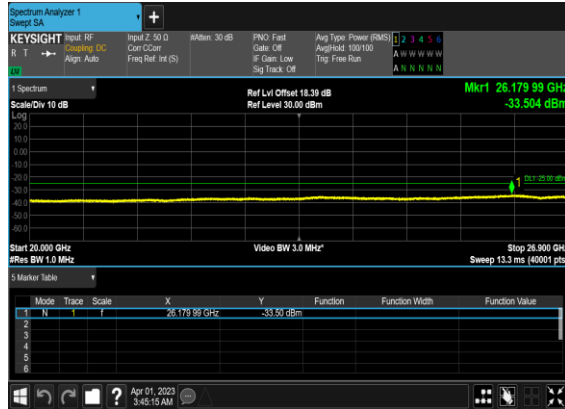 Spectrum Analyzer 1
Swept SA
+
KEYSIGHT Input: RF Input Z: 50 Ω #Atten: 30 dB PNO: Fast Avg Type: Power (RMS) 1 2 3 4 5 6
R T Coupling: DC Corr CCorr Gate: Off Avg|Hold: 100/100 A W W W W W
Align: Auto Freq Ref: Int (S) IF Gain: Low Trig: Free Run
Sig Track: Off A N N N N N
1 Spectrum Ref Lvl Offset 18.39 dB Mkr1 26.179 99 GHz
Scale/Div 10 dB Ref Level 30.00 dBm -33.504 dBm
Log
20.0
10.0
0.00
-10.0
-20.0
1 DL1 -25.00 dBm
-30.0
-40.0
-50.0
-60.0
Start 20.000 GHz Video BW 3.0 MHz* Stop 26.900 GHz
#Res BW 1.0 MHz Sweep 13.3 ms (40001 pts)
5 Marker Table
Mode Trace Scale X Y Function Function Width Function Value
1 N 1 f 26.179 99 GHz -33.50 dBm
2
3
4
5
6
? Apr 01, 2023
3:45:15 AM